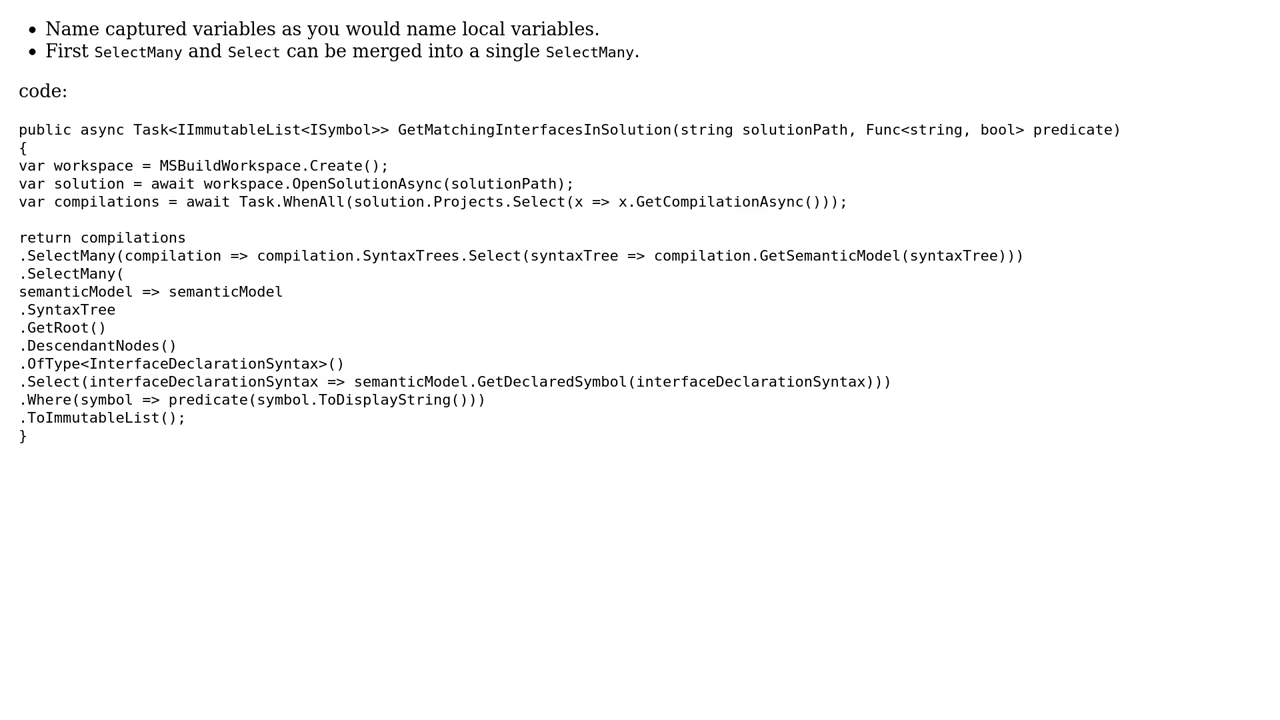 • Name captured variables as you would name local variables.
• First SelectMany and Select can be merged into a single SelectMany.
code:
public async Task<IImmutableList<ISymbol>> GetMatchingInterfacesInSolution(string solutionPath, Func<string, bool> predicate)
{
var workspace = MSBuildWorkspace.Create();
var solution = await workspace.OpenSolutionAsync(solutionPath);
var compilations = await Task.WhenAll(solution.Projects.Select(x => x.GetCompilationAsync()));
return compilations
.SelectMany(compilation => compilation.SyntaxTrees.Select(syntaxTree => compilation.GetSemanticModel(syntaxTree)))
.SelectMany(
semanticModel => semanticModel
.SyntaxTree
.GetRoot()
.DescendantNodes()
.OfType<InterfaceDeclarationSyntax>()
.Select(interfaceDeclarationSyntax => semanticModel.GetDeclaredSymbol(interfaceDeclarationSyntax)))
.Where(symbol => predicate(symbol.ToDisplayString()))
.ToImmutableList();
}